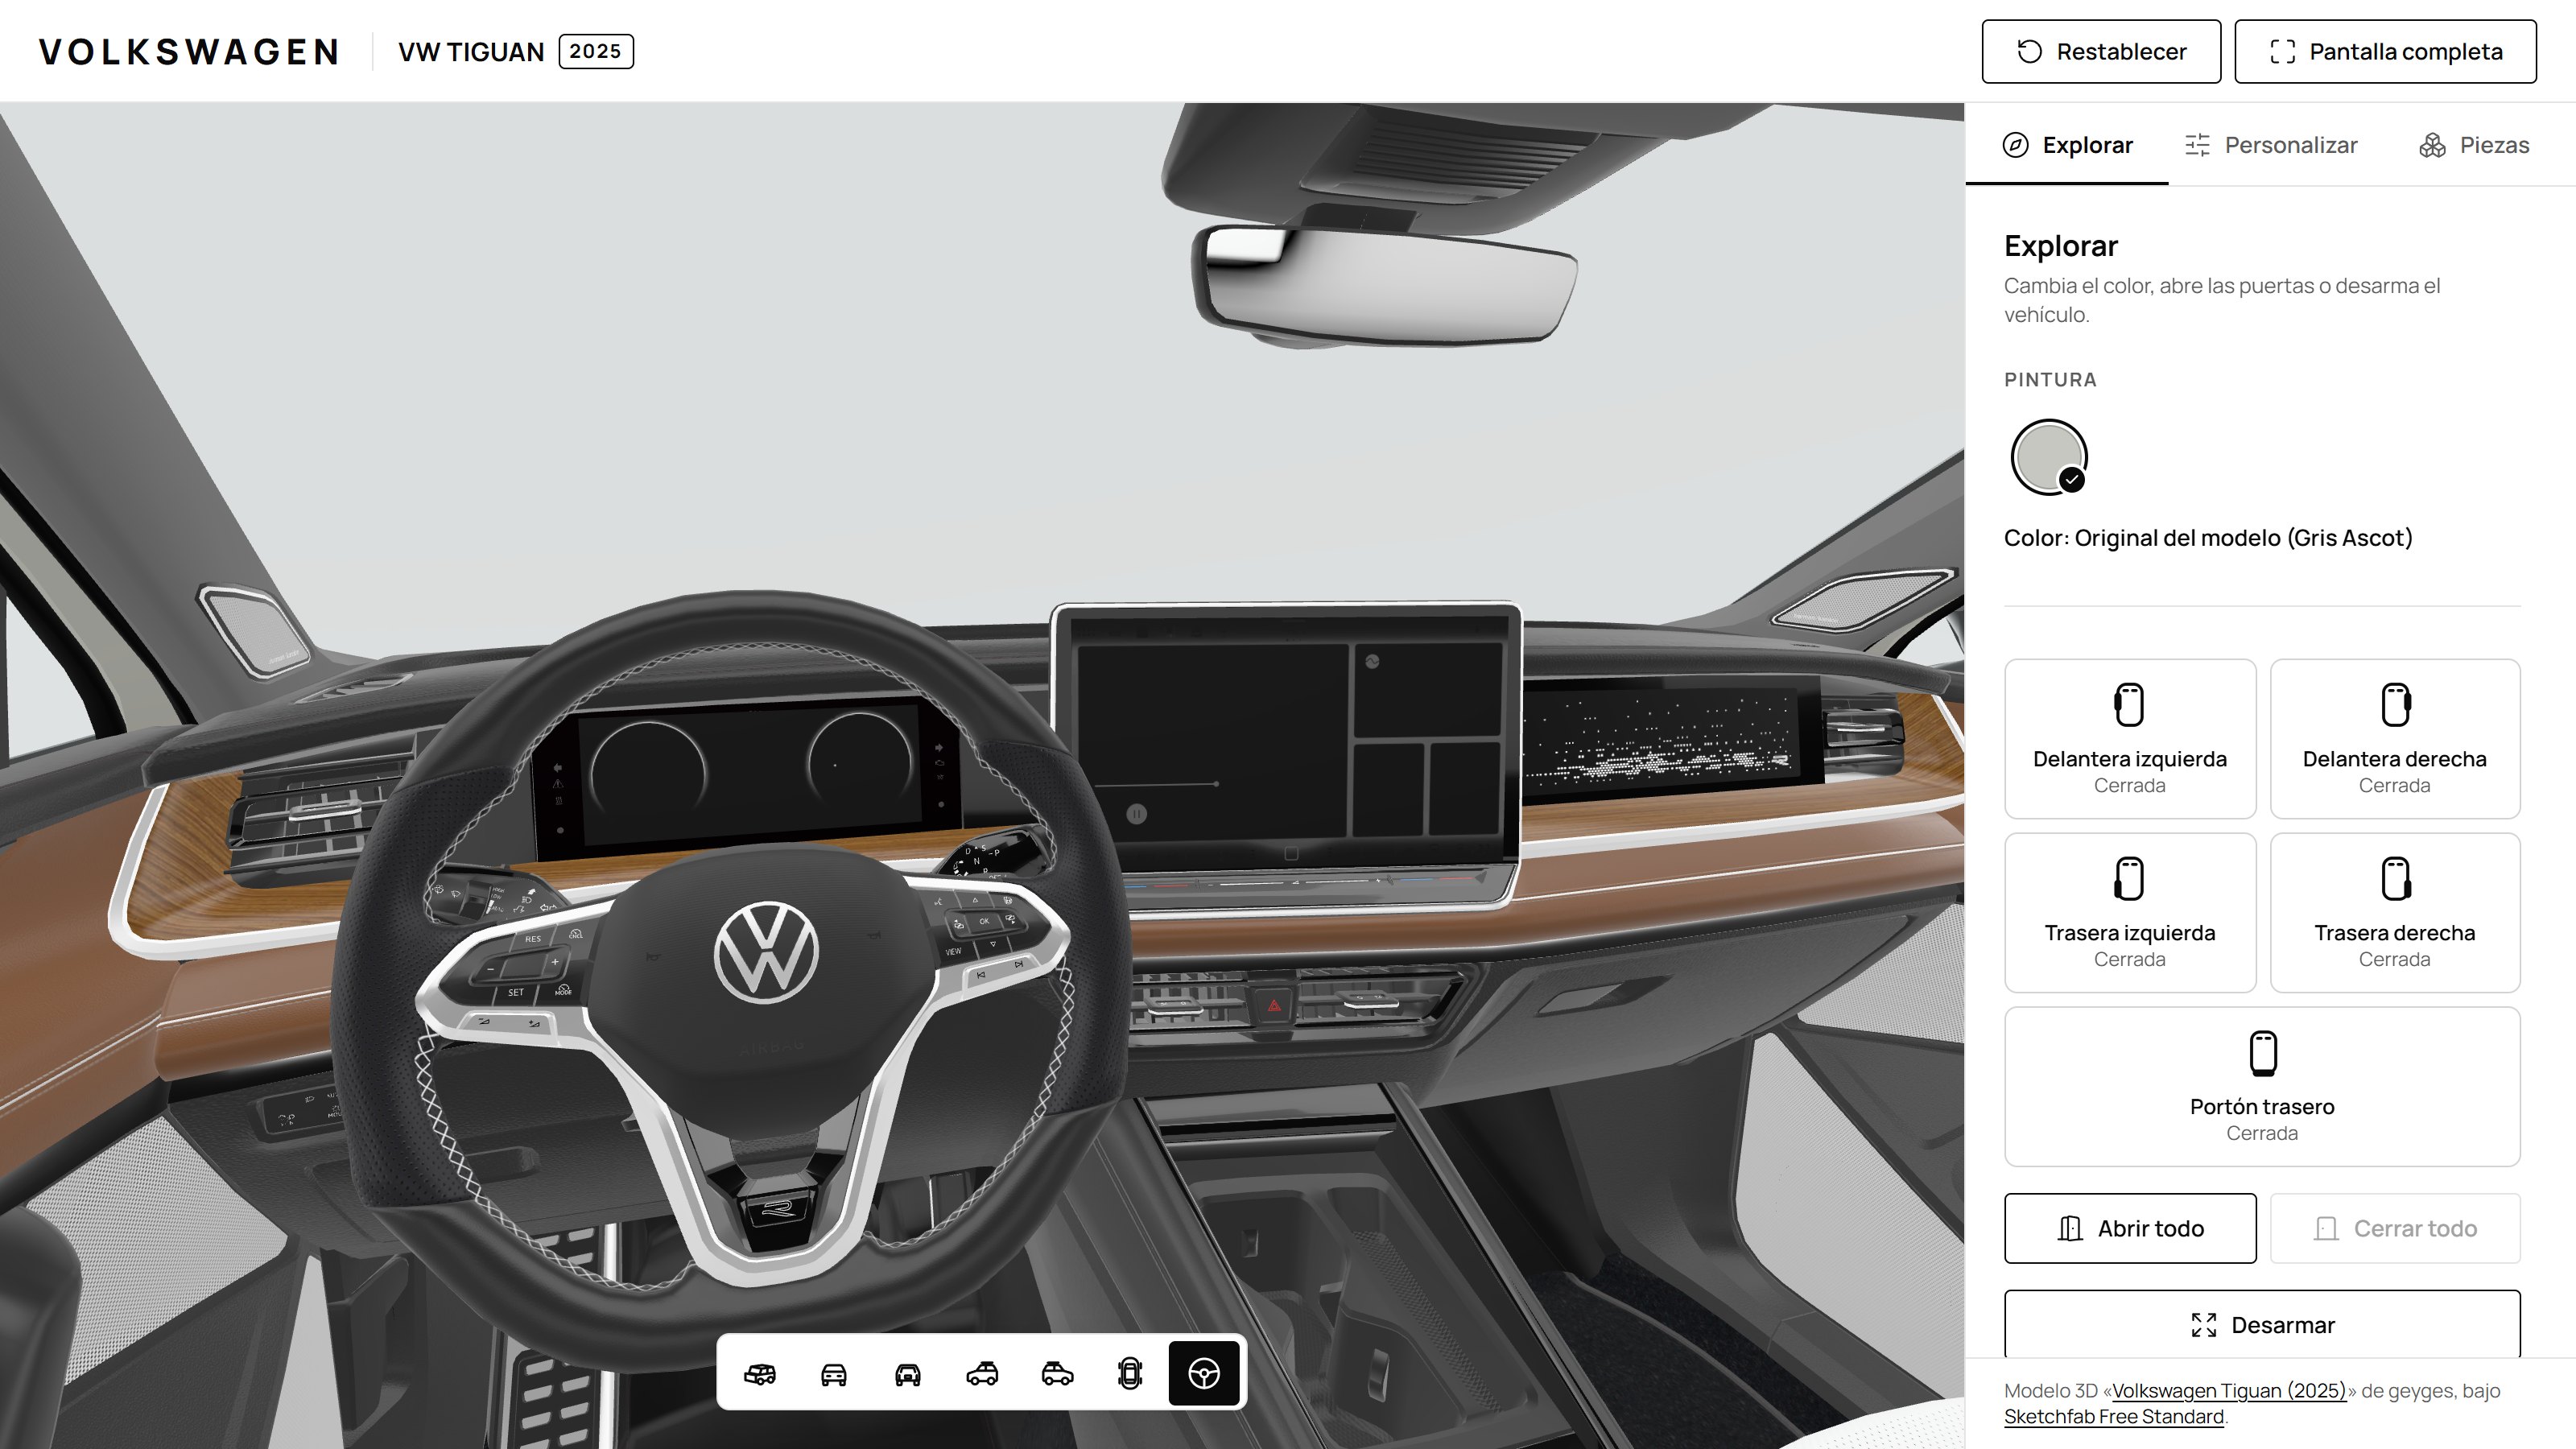 VOLKSWAGEN
VW TIGUAN 2025
Restablecer
Pantalla completa
Explorar
Personalizar
Piezas
Explorar
Cambia el color, abre las puertas o desarma el
vehículo.
PINTURA
Color: Original del modelo (Gris Ascot)
Delantera izquierda
Cerrada
Delantera derecha
Cerrada
Trasera izquierda
Cerrada
Trasera derecha
Cerrada
Portón trasero
Cerrada
Abrir todo
Cerrar todo
Desarmar
Modelo 3D «Volkswagen Tiguan (2025)» de geyges, bajo
Sketchfab Free Standard.
RES
SET
MODE
OK
VIEW
AIRBAG
D S P
N